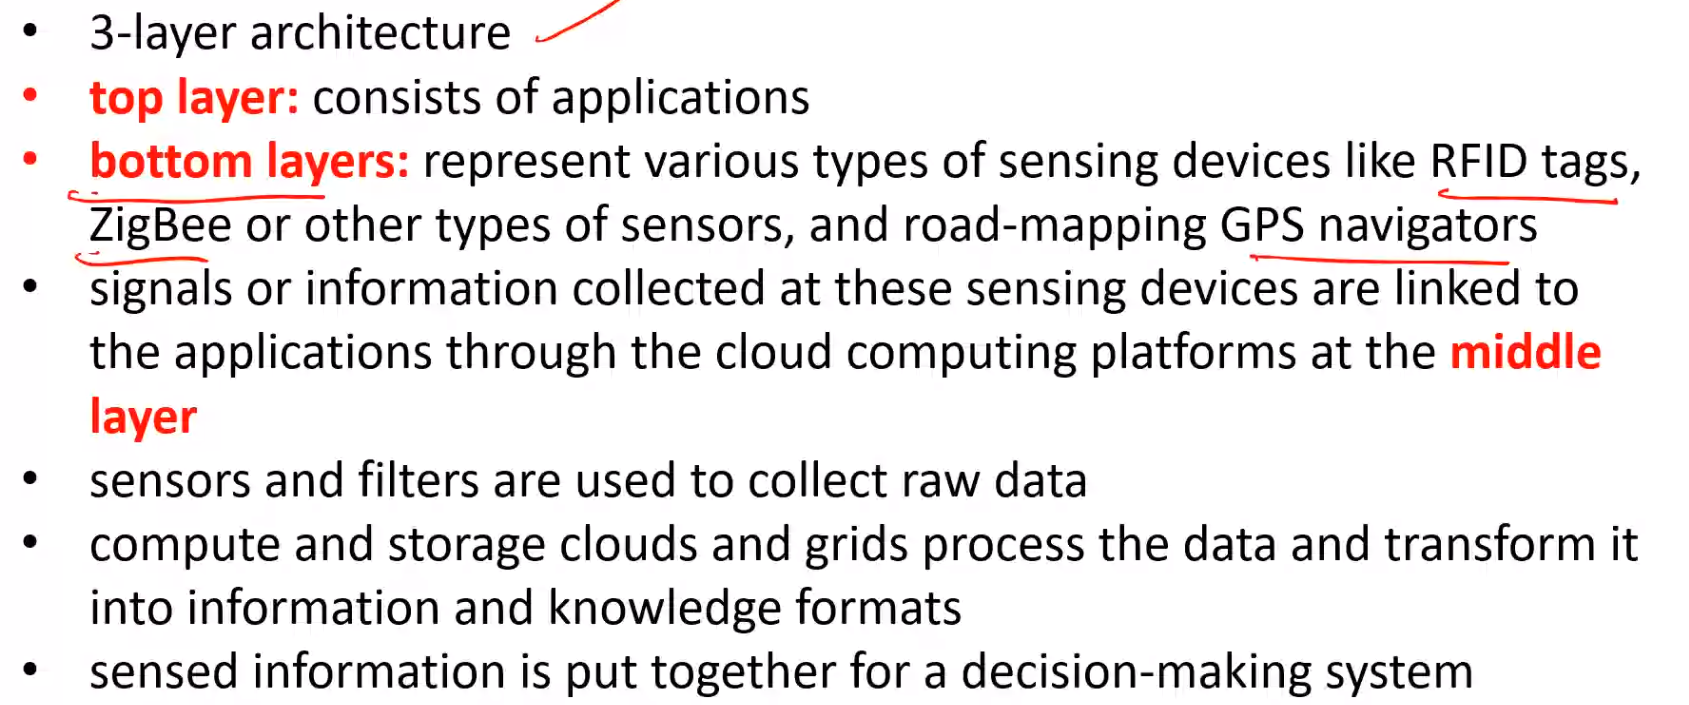 • 3-layer architecture
• top layer: consists of applications
• bottom layers: represent various types of sensing devices like RFID tags,
ZigBee or other types of sensors, and road-mapping GPS navigators
• signals or information collected at these sensing devices are linked to
the applications through the cloud computing platforms at the middle
layer
• sensors and filters are used to collect raw data
• compute and storage clouds and grids process the data and transform it
into information and knowledge formats
• sensed information is put together for a decision-making system